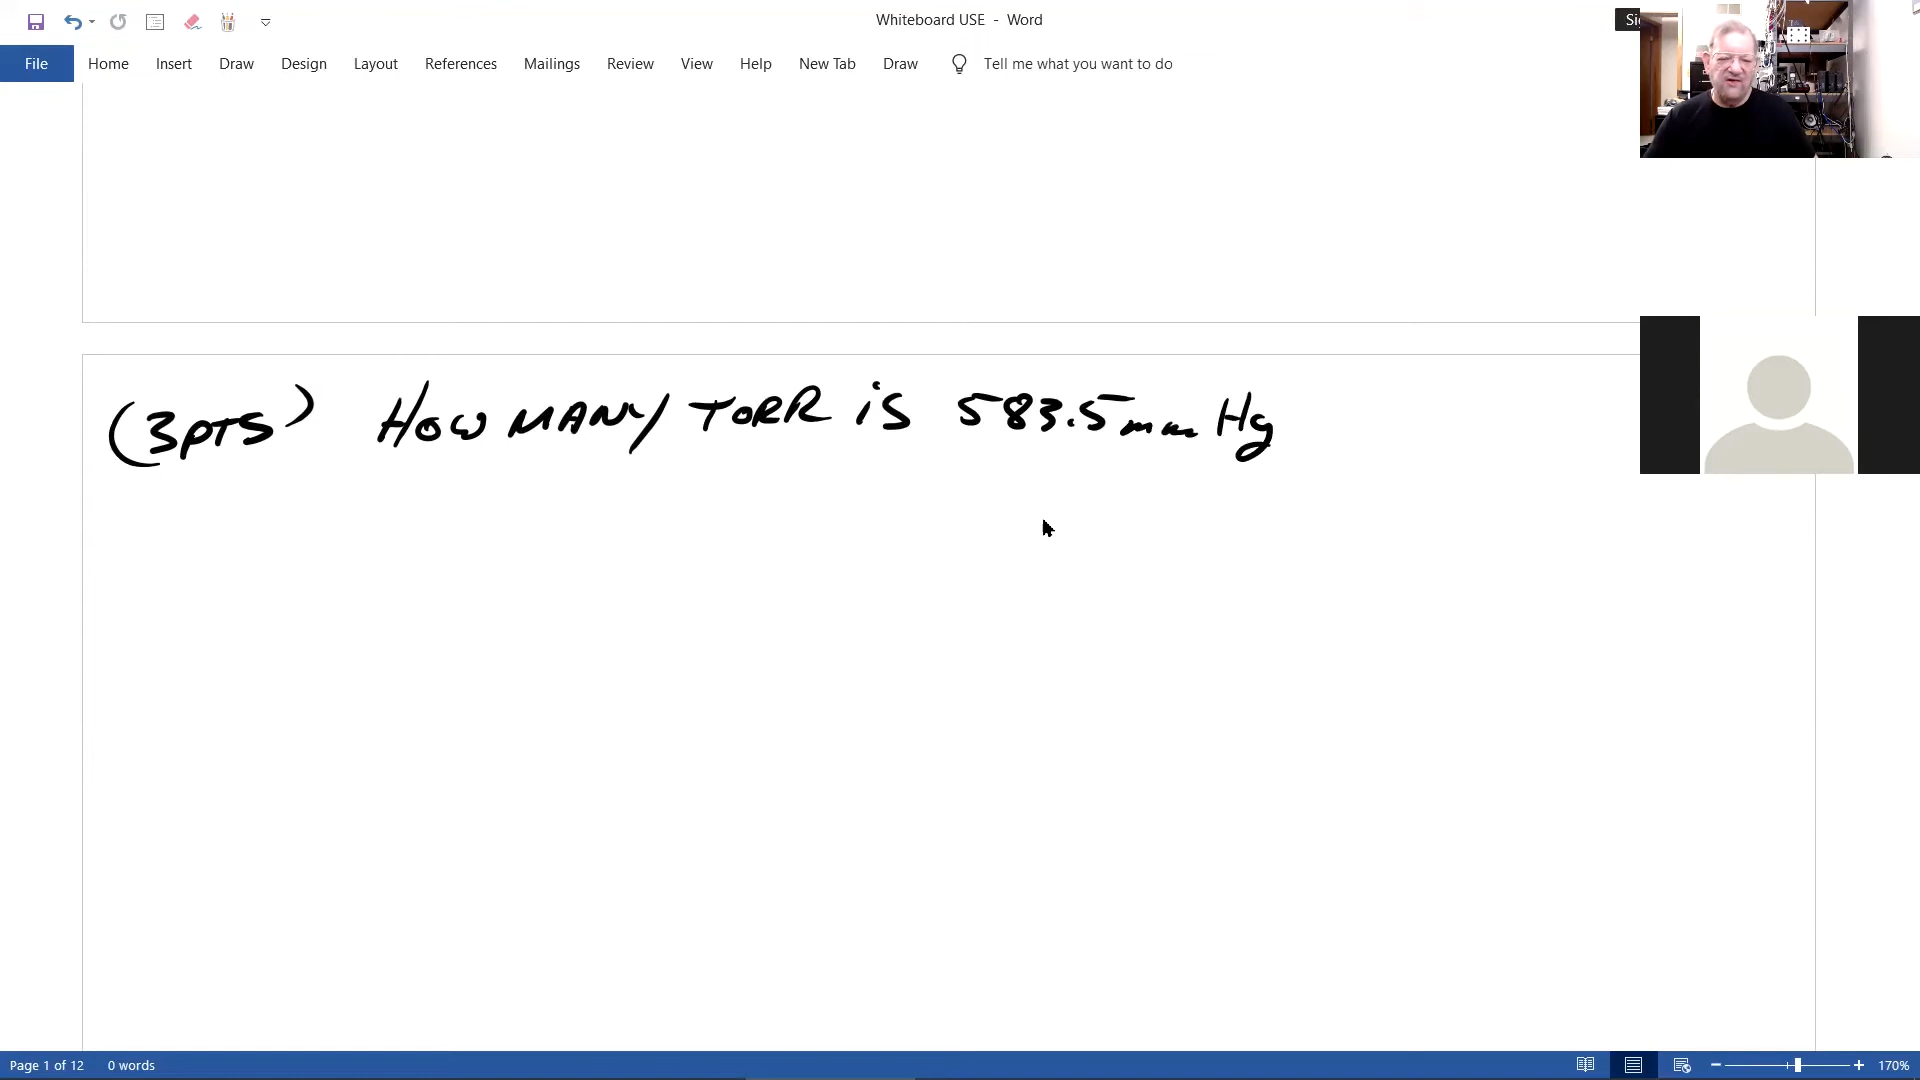 Whiteboard USE - Word
File Home Insert Draw Design Layout References Mailings Review View Help New Tab Draw Tell me what you want to do
(3PTS) HOW MANY TORR iS 583.5mm Hg
Page 1 of 12 0 words
170%